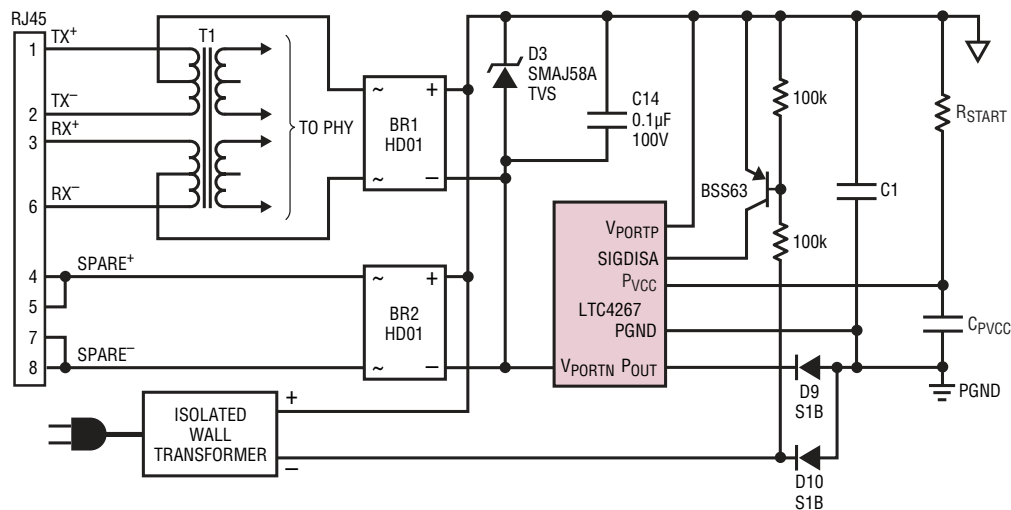 RJ45
1
TX+
TX–
2
RX+
3
RX–
6
T1
TO PHY
~
+
BR1
HD01
~
–
D3
SMAJ58A
TVS
C14
0.1µF
100V
100k
BSS63
100k
C1
RSTART
CPVCC
PGND
4
SPARE+
5
7
SPARE–
8
~
+
BR2
HD01
~
–
VPORTP
SIGDISA
PVCC
LTC4267
PGND
VPORTN POUT
D9
S1B
D10
S1B
ISOLATED
WALL
TRANSFORMER
+
–